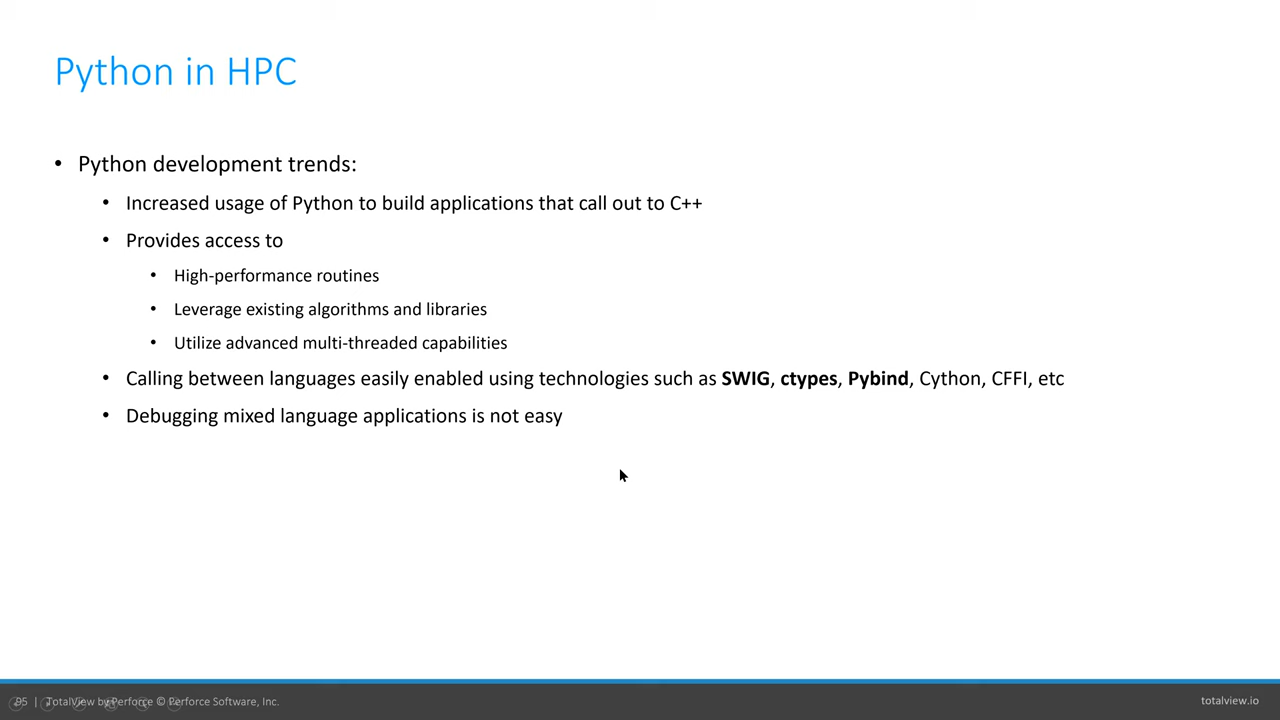 Python in HPC
• Python development trends:
• Increased usage of Python to build applications that call out to C++
• Provides access to
• High-performance routines
• Leverage existing algorithms and libraries
• Utilize advanced multi-threaded capabilities
• Calling between languages easily enabled using technologies such as SWIG, ctypes, Pybind, Cython, CFFI, etc
• Debugging mixed language applications is not easy
95 | TotalView by Perforce © Perforce Software, Inc.
totalview.io